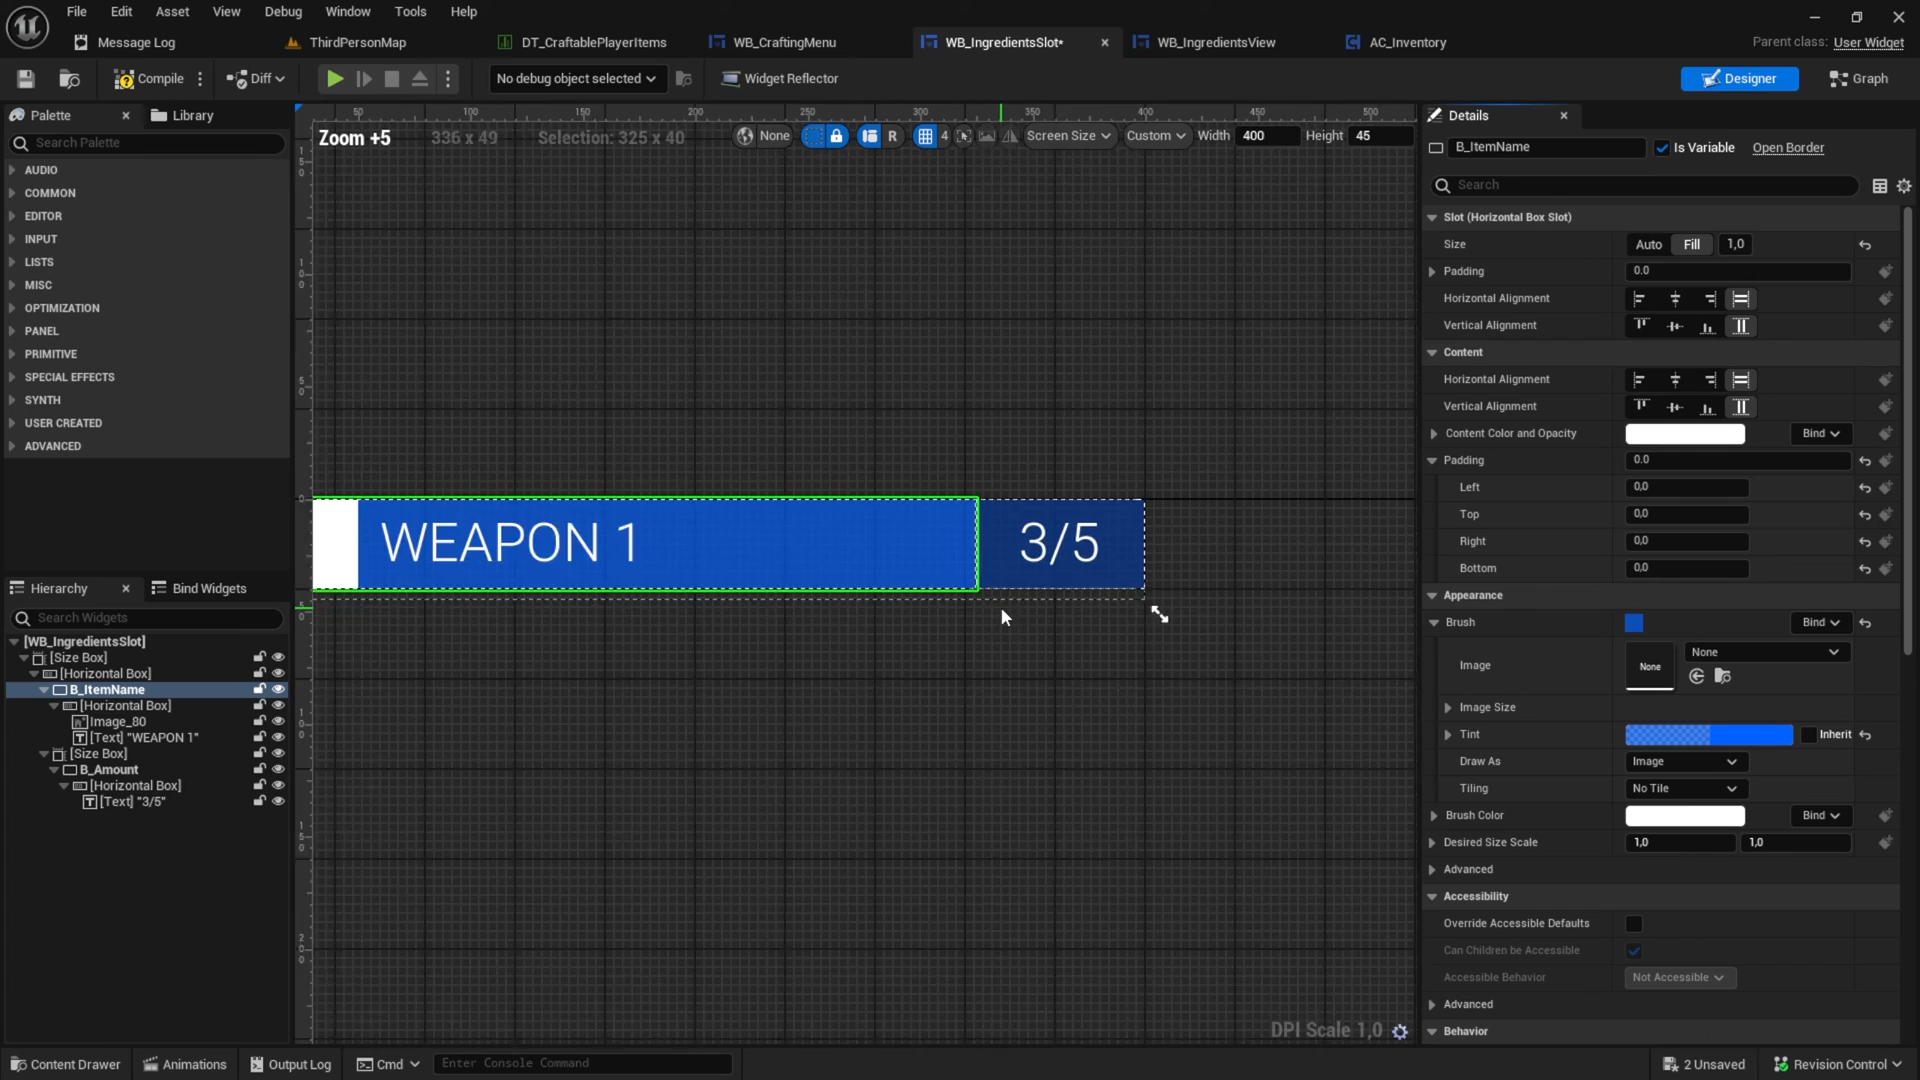 File Edit Asset View Debug Window Tools Help
Message Log ThirdPersonMap DT_CraftablePlayerItems WB_CraftingMenu WB_IngredientsSlot* WB_IngredientsView AC_Inventory Parent class: User Widget
Compile Diff No debug object selected Widget Reflector Designer Graph
Palette Library
Search Palette
AUDIO
COMMON
EDITOR
INPUT
LISTS
MISC
OPTIMIZATION
PANEL
PRIMITIVE
SPECIAL EFFECTS
SYNTH
USER CREATED
ADVANCED
Hierarchy Bind Widgets
Search Widgets
[WB_IngredientsSlot]
[Size Box]
[Horizontal Box]
B_ItemName
[Horizontal Box]
Image_80
[Text] "WEAPON 1"
[Size Box]
B_Amount
[Horizontal Box]
[Text] "3/5"
50 100 150 200 250 300 350 400 450 500
Zoom +5 336 x 49 Selection: 325 x 40 None R 4 Screen Size Custom Width 400 Height 45
WEAPON 1 3/5
DPI Scale 1,0
Details
B_ItemName Is Variable Open Border
Search
Slot (Horizontal Box Slot)
Size Auto Fill 1,0
Padding 0.0
Horizontal Alignment
Vertical Alignment
Content
Horizontal Alignment
Vertical Alignment
Content Color and Opacity Bind
Padding 0.0
Left 0,0
Top 0,0
Right 0,0
Bottom 0,0
Appearance
Brush Bind
Image None None
Image Size
Tint Inherit
Draw As Image
Tiling No Tile
Brush Color Bind
Desired Size Scale 1,0 1,0
Advanced
Accessibility
Override Accessible Defaults
Can Children be Accessible
Accessible Behavior Not Accessible
Advanced
Behavior
Content Drawer Animations Output Log Cmd Enter Console Command 2 Unsaved Revision Control